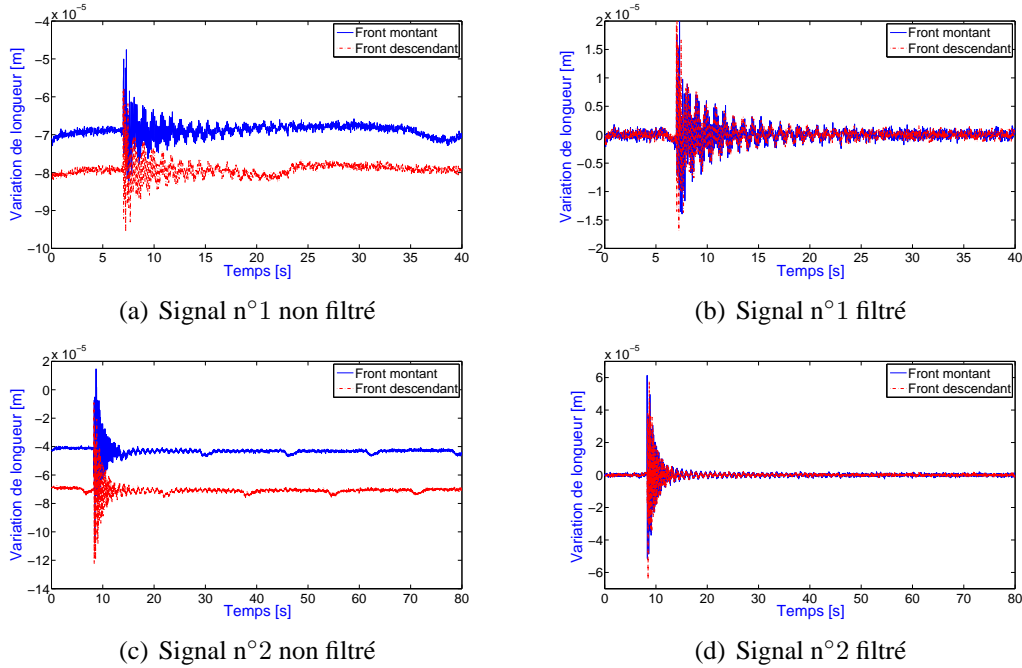 x 10⁻⁵
−4
−5
−6
−7
−8
−9
−10
0 5 10 15 20 25 30 35 40
Temps [s]
Variation de longueur [m]
Front montant
Front descendant
(a) Signal n°1 non filtré
x 10⁻⁵
2
1.5
1
0.5
0
−0.5
−1
−1.5
−2
0 5 10 15 20 25 30 35 40
Temps [s]
Variation de longueur [m]
Front montant
Front descendant
(b) Signal n°1 filtré
x 10⁻⁵
2
0
−2
−4
−6
−8
−10
−12
−14
0 10 20 30 40 50 60 70 80
Temps [s]
Variation de longueur [m]
Front montant
Front descendant
(c) Signal n°2 non filtré
x 10⁻⁵
6
4
2
0
−2
−4
−6
0 10 20 30 40 50 60 70 80
Temps [s]
Variation de longueur [m]
Front montant
Front descendant
(d) Signal n°2 filtré